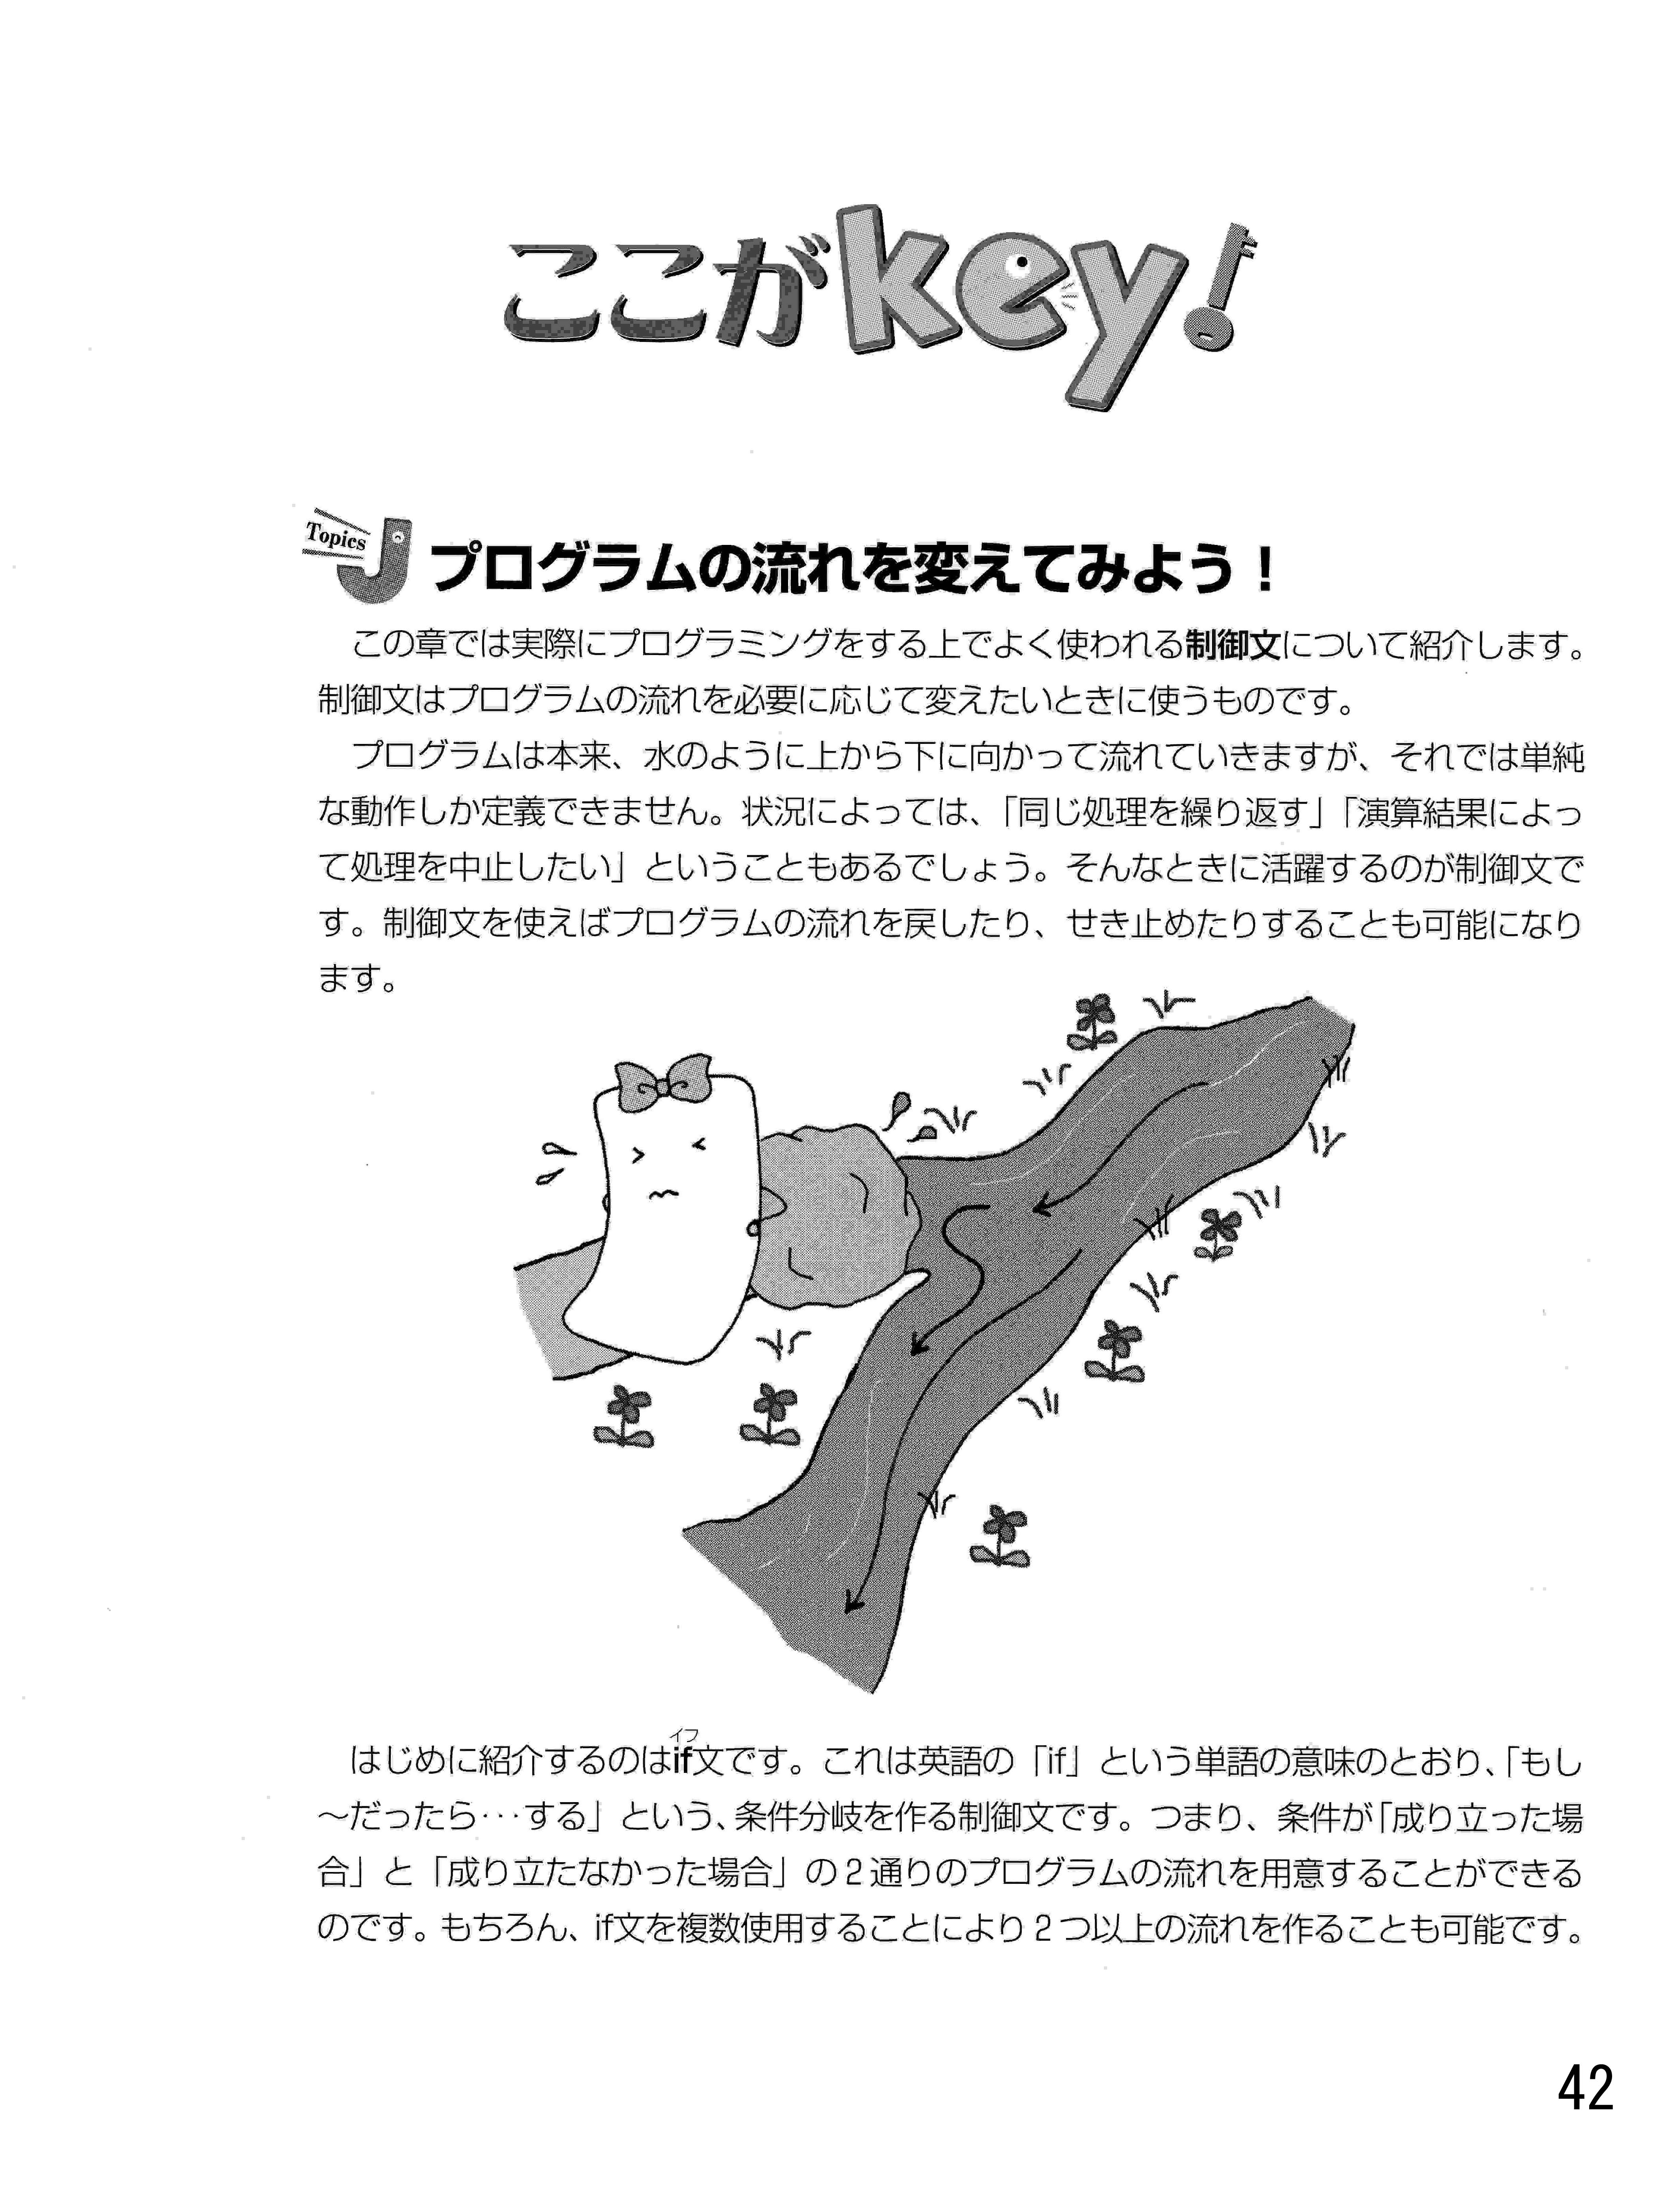 ここがkey!
Topics
プログラムの流れを変えてみよう！
この章では実際にプログラミングをする上でよく使われる制御文について紹介します。
制御文はプログラムの流れを必要に応じて変えたいときに使うものです。
プログラムは本来、水のように上から下に向かって流れていきますが、それでは単純
な動作しか定義できません。状況によっては、「同じ処理を繰り返す」「演算結果によっ
て処理を中止したい」ということもあるでしょう。そんなときに活躍するのが制御文で
す。制御文を使えばプログラムの流れを戻したり、せき止めたりすることも可能になり
ます。
イフ
はじめに紹介するのはif文です。これは英語の「if」という単語の意味のとおり、「もし
～だったら･･･する」という、条件分岐を作る制御文です。つまり、条件が「成り立った場
合」と「成り立たなかった場合」の2通りのプログラムの流れを用意することができる
のです。もちろん、if文を複数使用することにより2つ以上の流れを作ることも可能です。
42